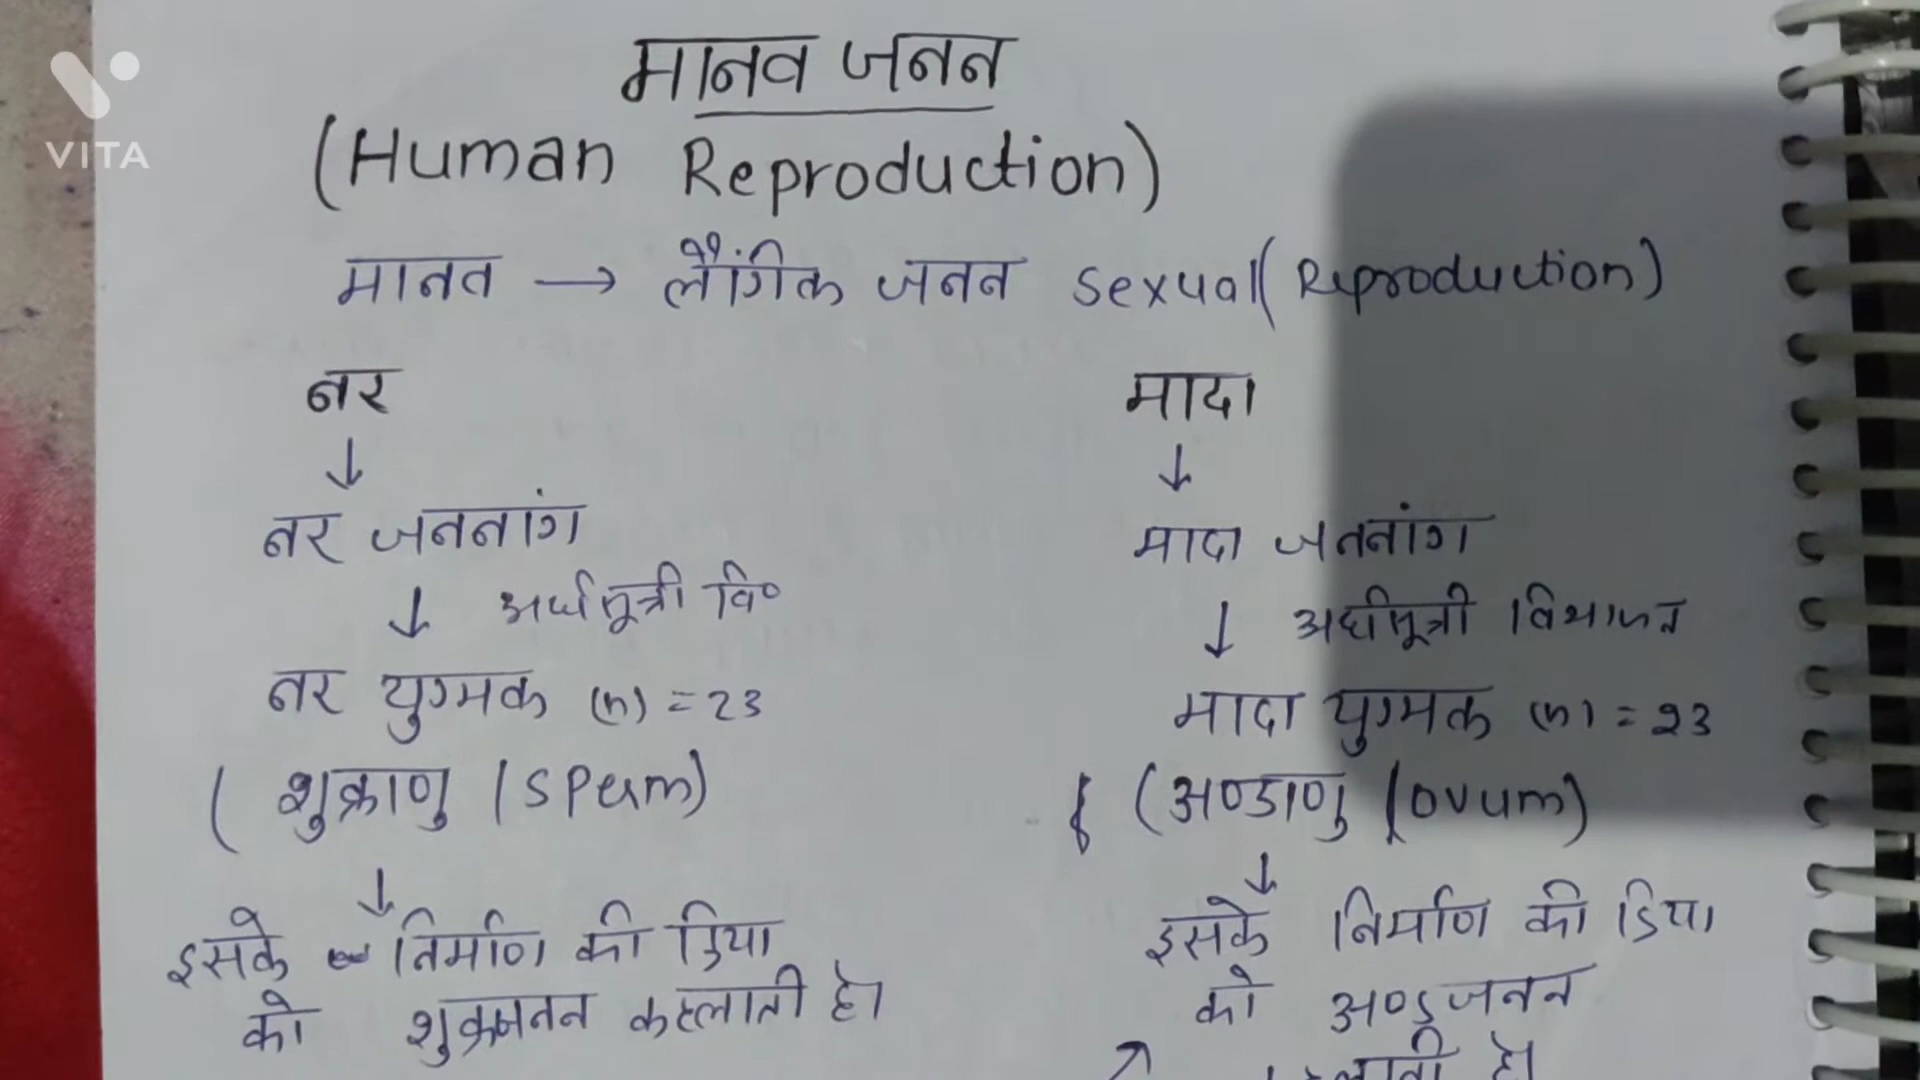 VITA
मानव जनन
(Human Reproduction)
मानत → लैंगिक जनन sexual( Reproduction)
नर
↓
नर जननांग
↓ अर्धसूत्री वि०
नर युग्मक (n) = 23
( शुक्राणु / sperm)
↓
इसके निर्माण की क्रिया
को शुक्रजनन कहलाती है।
मादा
↓
मादा जननांग
↓ अर्धसूत्री विभाजन
मादा युग्मक (n) = 23
(अण्डाणु / ovum)
↓
इसके निर्माण की क्रिया
को अण्डजनन
है।